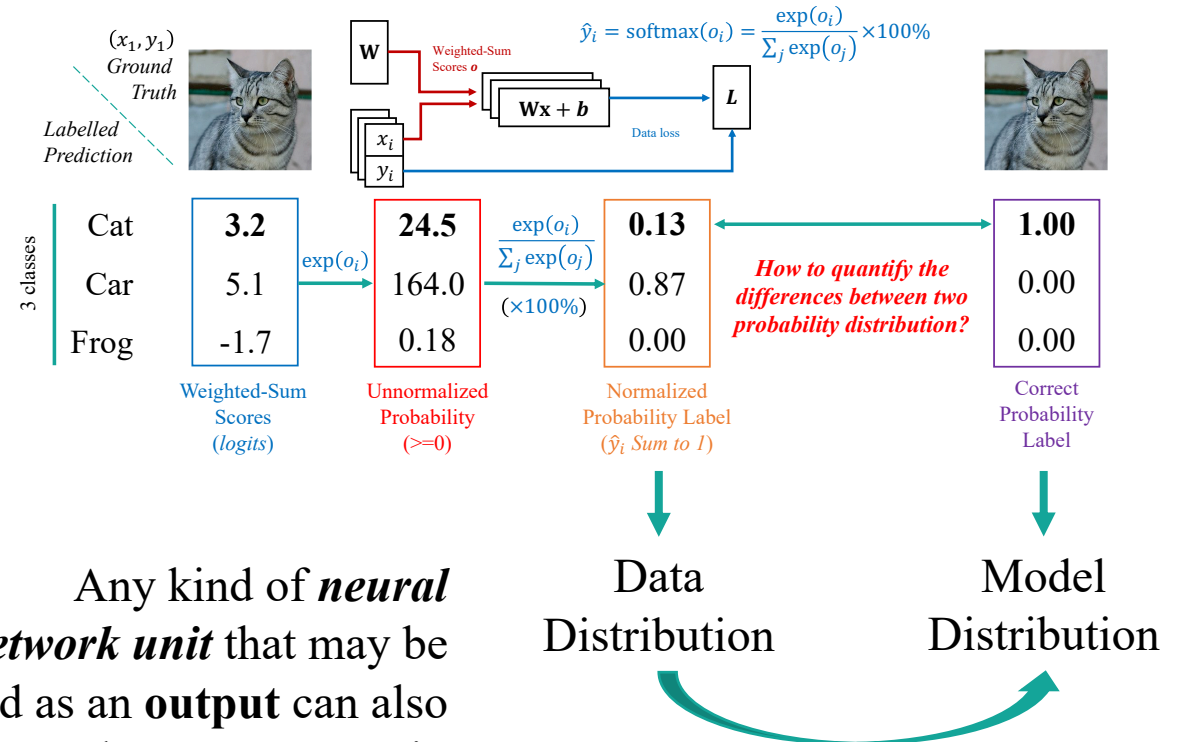 (x₁, y₁)
Ground
Truth
Labelled
Prediction
W
Weighted-Sum
Scores o
xᵢ
yᵢ
Wx + b
Data loss
L
ŷᵢ = softmax(oᵢ) = exp(oᵢ) / ∑ⱼ exp(oⱼ) ×100%
3 classes
Cat
Car
Frog
3.2
5.1
-1.7
exp(oᵢ)
24.5
164.0
0.18
exp(oᵢ) / ∑ⱼ exp(oⱼ)
(×100%)
0.13
0.87
0.00
How to quantify the
differences between two
probability distribution?
1.00
0.00
0.00
Weighted-Sum
Scores
(logits)
Unnormalized
Probability
(>=0)
Normalized
Probability Label
(ŷᵢ Sum to 1)
Correct
Probability
Label
Data
Distribution
Model
Distribution
Any kind of neural
etwork unit that may be
d as an output can also